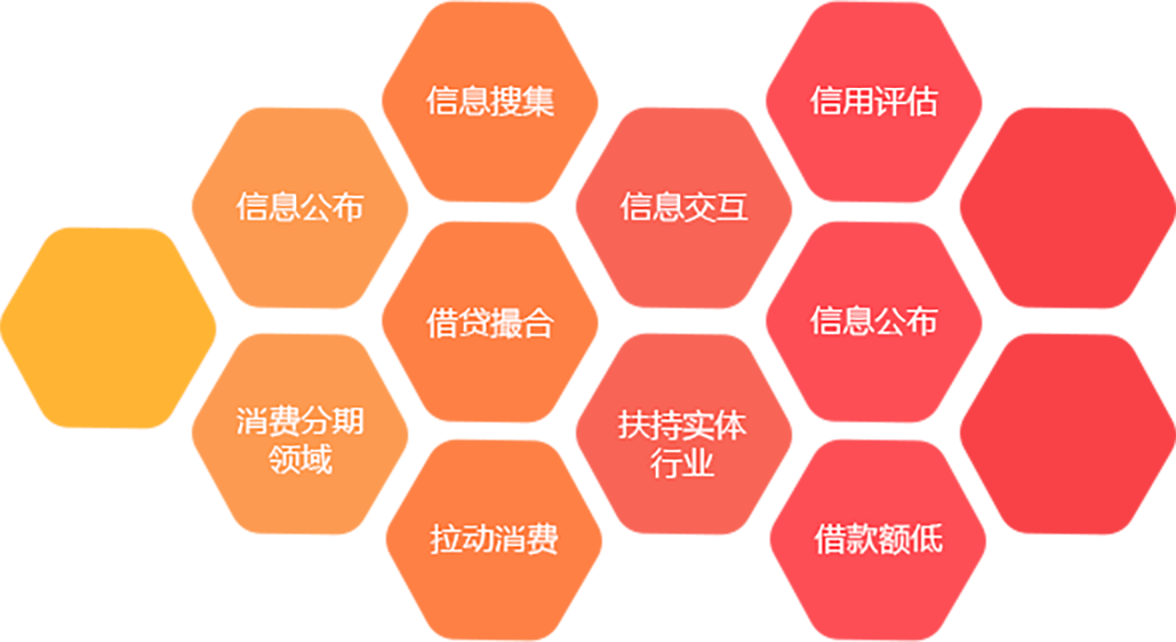 信息搜集
信用评估
信息公布
信息交互
借贷撮合
信息公布
消费分期
领域
扶持实体
行业
拉动消费
借款额低